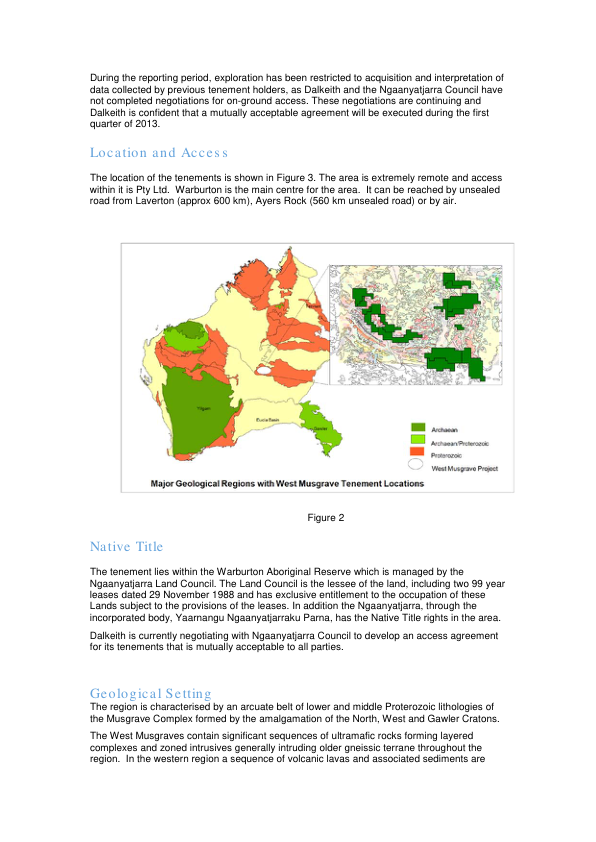 During the reporting period, exploration has been restricted to acquisition and interpretation of
data collected by previous tenement holders, as Dalkeith and the Ngaanyatjarra Council have
not completed negotiations for on-ground access. These negotiations are continuing and
Dalkeith is confident that a mutually acceptable agreement will be executed during the first
quarter of 2013.
Location and Access
The location of the tenements is shown in Figure 3. The area is extremely remote and access
within it is Pty Ltd.  Warburton is the main centre for the area.  It can be reached by unsealed
road from Laverton (approx 600 km), Ayers Rock (560 km unsealed road) or by air.
Yilgarn
Eucla Basin
Gawler
Archaean
Archaean/Proterozoic
Proterozoic
West Musgrave Project
Major Geological Regions with West Musgrave Tenement Locations
Figure 2
Native Title
The tenement lies within the Warburton Aboriginal Reserve which is managed by the
Ngaanyatjarra Land Council. The Land Council is the lessee of the land, including two 99 year
leases dated 29 November 1988 and has exclusive entitlement to the occupation of these
Lands subject to the provisions of the leases. In addition the Ngaanyatjarra, through the
incorporated body, Yaarnangu Ngaanyatjarraku Parna, has the Native Title rights in the area.
Dalkeith is currently negotiating with Ngaanyatjarra Council to develop an access agreement
for its tenements that is mutually acceptable to all parties.
Geological Setting
The region is characterised by an arcuate belt of lower and middle Proterozoic lithologies of
the Musgrave Complex formed by the amalgamation of the North, West and Gawler Cratons.
The West Musgraves contain significant sequences of ultramafic rocks forming layered
complexes and zoned intrusives generally intruding older gneissic terrane throughout the
region.  In the western region a sequence of volcanic lavas and associated sediments are